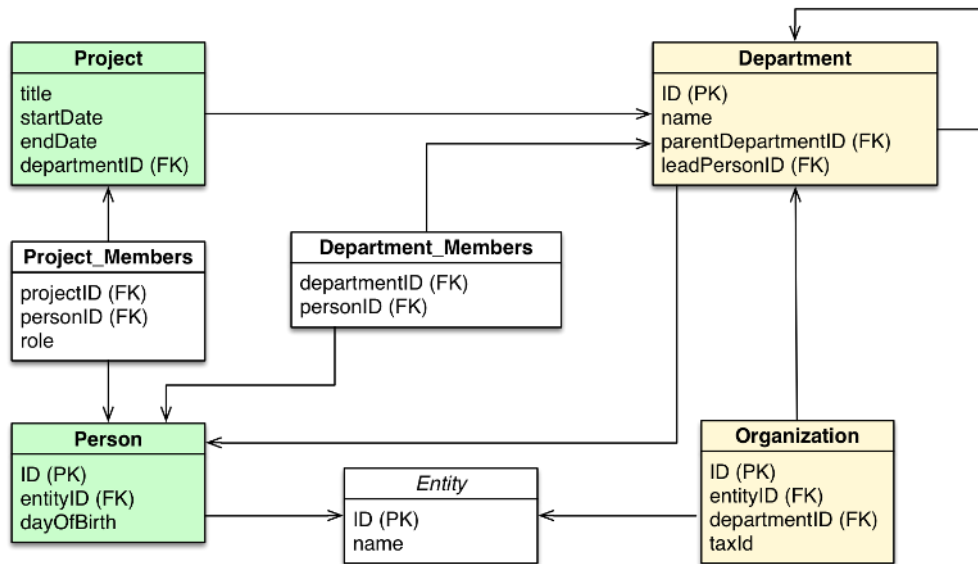 Project
title
startDate
endDate
departmentID (FK)
Department
ID (PK)
name
parentDepartmentID (FK)
leadPersonID (FK)
Project_Members
projectID (FK)
personID (FK)
role
Department_Members
departmentID (FK)
personID (FK)
Person
ID (PK)
entityID (FK)
dayOfBirth
Entity
ID (PK)
name
Organization
ID (PK)
entityID (FK)
departmentID (FK)
taxId